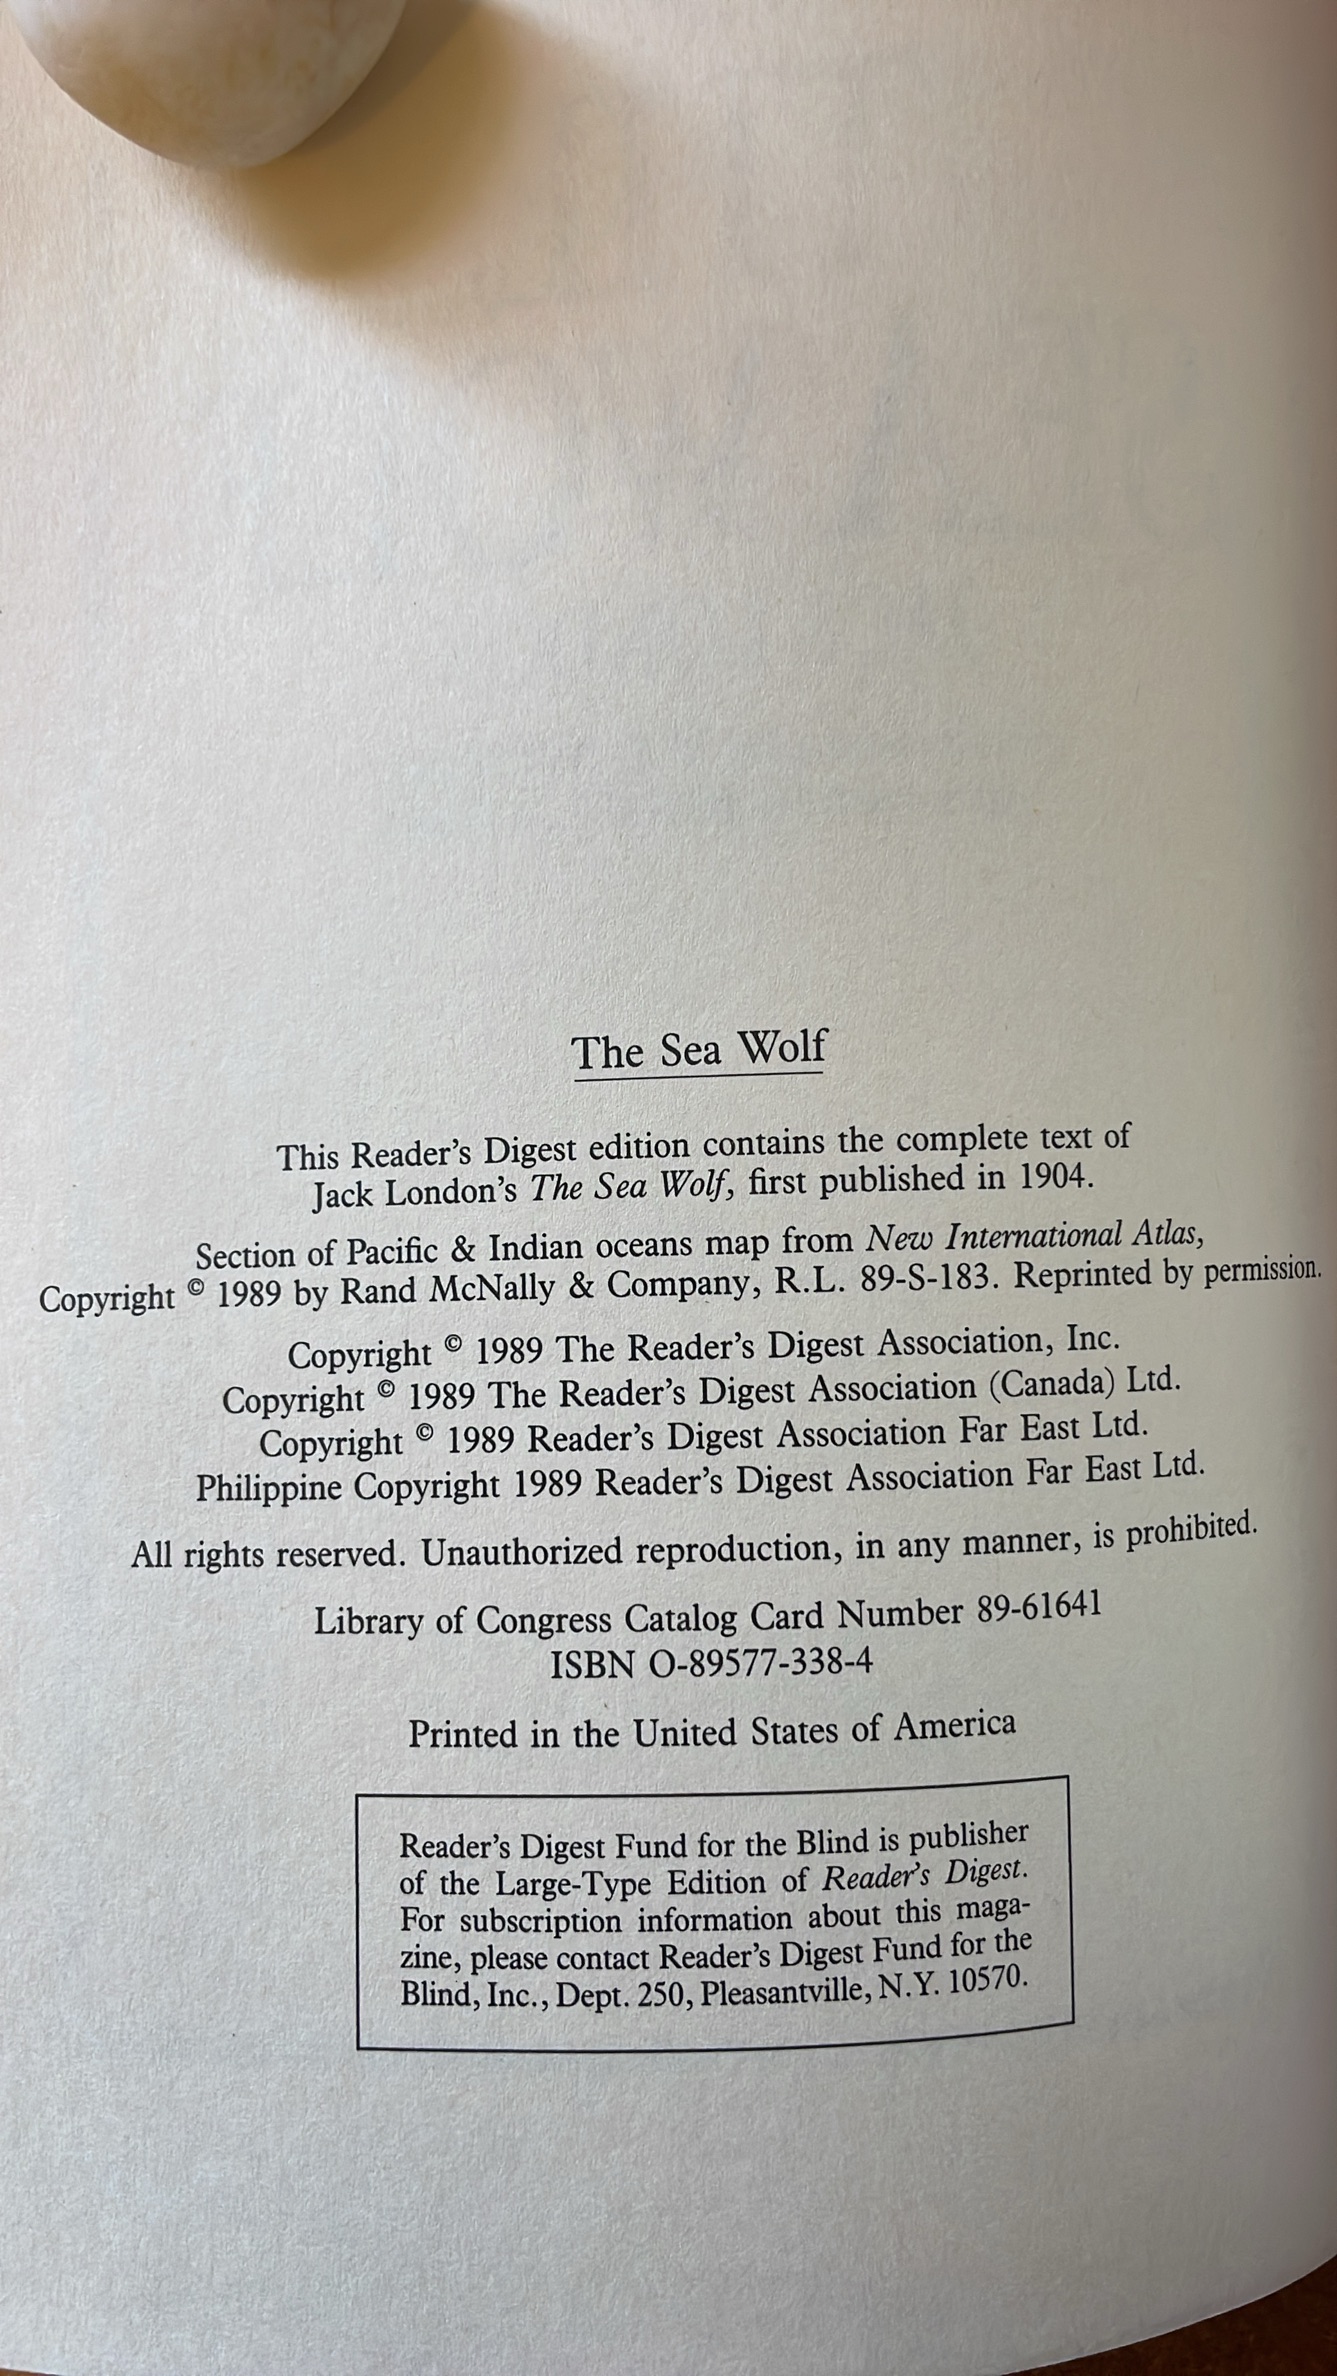 The Sea Wolf
This Reader's Digest edition contains the complete text of
Jack London's The Sea Wolf, first published in 1904.
Section of Pacific & Indian oceans map from New International Atlas,
Copyright © 1989 by Rand McNally & Company, R.L. 89-S-183. Reprinted by permission.
Copyright © 1989 The Reader's Digest Association, Inc.
Copyright © 1989 The Reader's Digest Association (Canada) Ltd.
Copyright © 1989 Reader's Digest Association Far East Ltd.
Philippine Copyright 1989 Reader's Digest Association Far East Ltd.
All rights reserved. Unauthorized reproduction, in any manner, is prohibited.
Library of Congress Catalog Card Number 89-61641
ISBN O-89577-338-4
Printed in the United States of America
Reader's Digest Fund for the Blind is publisher
of the Large-Type Edition of Reader's Digest.
For subscription information about this maga-
zine, please contact Reader's Digest Fund for the
Blind, Inc., Dept. 250, Pleasantville, N.Y. 10570.